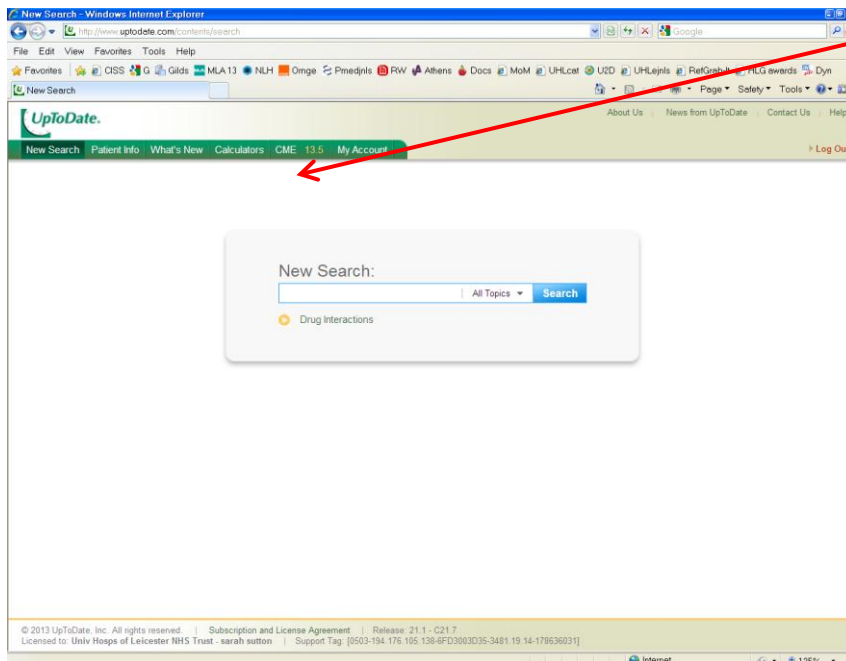 New Search - Windows Internet Explorer
http://www.uptodate.com/contents/search
Google
File Edit View Favorites Tools Help
Favorites CISS G Gilds MLA13 NLH Omge Pmedjnls RW Athens Docs MoM UHLcat U2D UHLejnls RefGrab-It HLG awards Dyn
New Search
Page Safety Tools
UpToDate.
About Us News from UpToDate Contact Us Help
New Search Patient Info What's New Calculators CME 13.5 My Account
Log Ou
New Search:
All Topics Search
Drug Interactions
© 2013 UpToDate, Inc. All rights reserved. | Subscription and License Agreement | Release: 21.1 - C21.7
Licensed to: Univ Hosps of Leicester NHS Trust - sarah sutton | Support Tag: [0503-194.176.105.138-6FD3003D35-3481.19.14-178636031]
Internet 125%